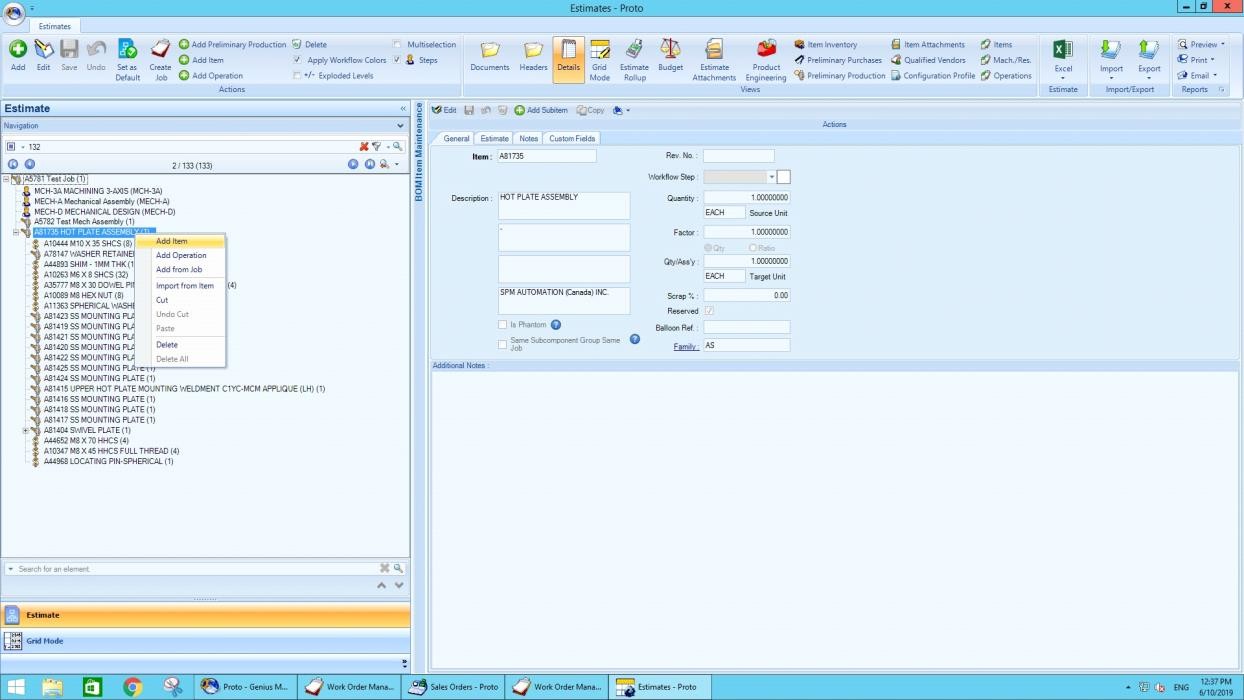 Estimates - Proto
Estimates
Add
Edit
Save
Undo
Set as Default
Create Job
Add Preliminary Production
Add Item
Add Operation
Delete
Apply Workflow Colors
+/- Exploded Levels
Multiselection
Steps
Actions
Documents
Headers
Details
Grid Mode
Estimate Rollup
Budget
Estimate Attachments
Product Engineering
Item Inventory
Preliminary Purchases
Preliminary Production
Item Attachments
Qualified Vendors
Configuration Profile
Items
Mach./Res.
Operations
Views
Excel
Estimate
Import
Export
Import/Export
Preview
Print
Email
Reports
Estimate
Navigation
132
2 / 133 (133)
A5781 Test Job (1)
MCH-3A MACHINING 3-AXIS (MCH-3A)
MECH-A Mechanical Assembly (MECH-A)
MECH-D MECHANICAL DESIGN (MECH-D)
A5782 Test Mech Assembly (1)
A81735 HOT PLATE ASSEMBLY (1)
A10444 M10 X 35 SHCS (8)
A78147 WASHER RETAINE
A44893 SHIM - 1MM THK (1
A10263 M6 X 8 SHCS (32)
A35777 M8 X 30 DOWEL PI (4)
A10089 M8 HEX NUT (8)
A11363 SPHERICAL WASHE
A81423 SS MOUNTING PLA
A81419 SS MOUNTING PLA
A81421 SS MOUNTING PLA
A81420 SS MOUNTING PLA
A81422 SS MOUNTING PLA
A81425 SS MOUNTING PLATE (1)
A81424 SS MOUNTING PLATE (1)
A81415 UPPER HOT PLATE MOUNTING WELDMENT C1YC-MCM APPLIQUE (LH) (1)
A81416 SS MOUNTING PLATE (1)
A81418 SS MOUNTING PLATE (1)
A81417 SS MOUNTING PLATE (1)
A81404 SWIVEL PLATE (1)
A44652 M8 X 70 HHCS (4)
A10347 M8 X 45 HHCS FULL THREAD (4)
A44968 LOCATING PIN-SPHERICAL (1)
Add Item
Add Operation
Add from Job
Import from Item
Cut
Undo Cut
Paste
Delete
Delete All
Search for an element
Estimate
Grid Mode
BOM Item Maintenance
Edit
Add Subitem
Copy
Actions
General
Estimate
Notes
Custom Fields
Item : A81735
Description : HOT PLATE ASSEMBLY
-
SPM AUTOMATION (Canada) INC.
Is Phantom
Same Subcomponent Group Same Job
Rev. No. :
Workflow Step :
Quantity : 1.00000000
EACH Source Unit
Factor : 1.00000000
Qty Ratio
Qty/Ass'y : 1.00000000
EACH Target Unit
Scrap % : 0.00
Reserved
Balloon Ref. :
Family : AS
Additional Notes :
Proto - Genius M...
Work Order Mana...
Sales Orders - Proto
Work Order Mana...
Estimates - Proto
ENG
12:37 PM
6/10/2019